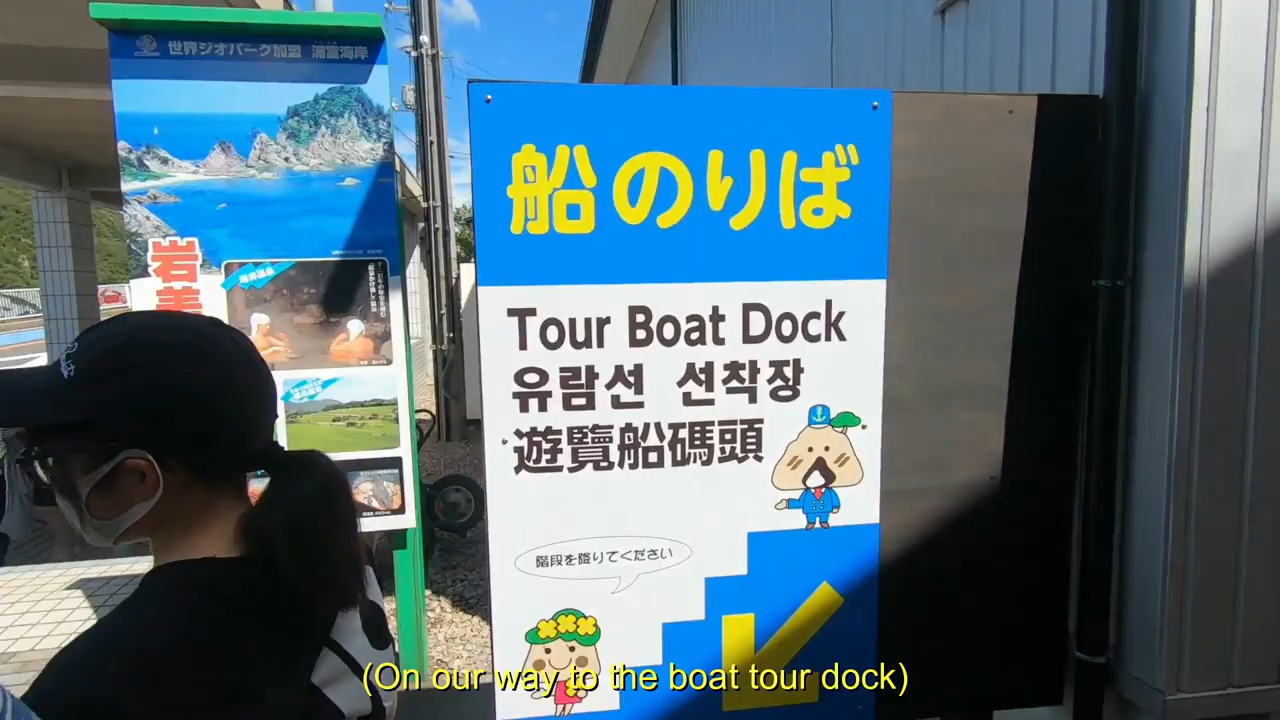 世界ジオパーク加盟 浦富海岸
岩美
船のりば
Tour Boat Dock
유람선 선착장
遊覧船碼頭
階段を降りてください
(On our way to the boat tour dock)